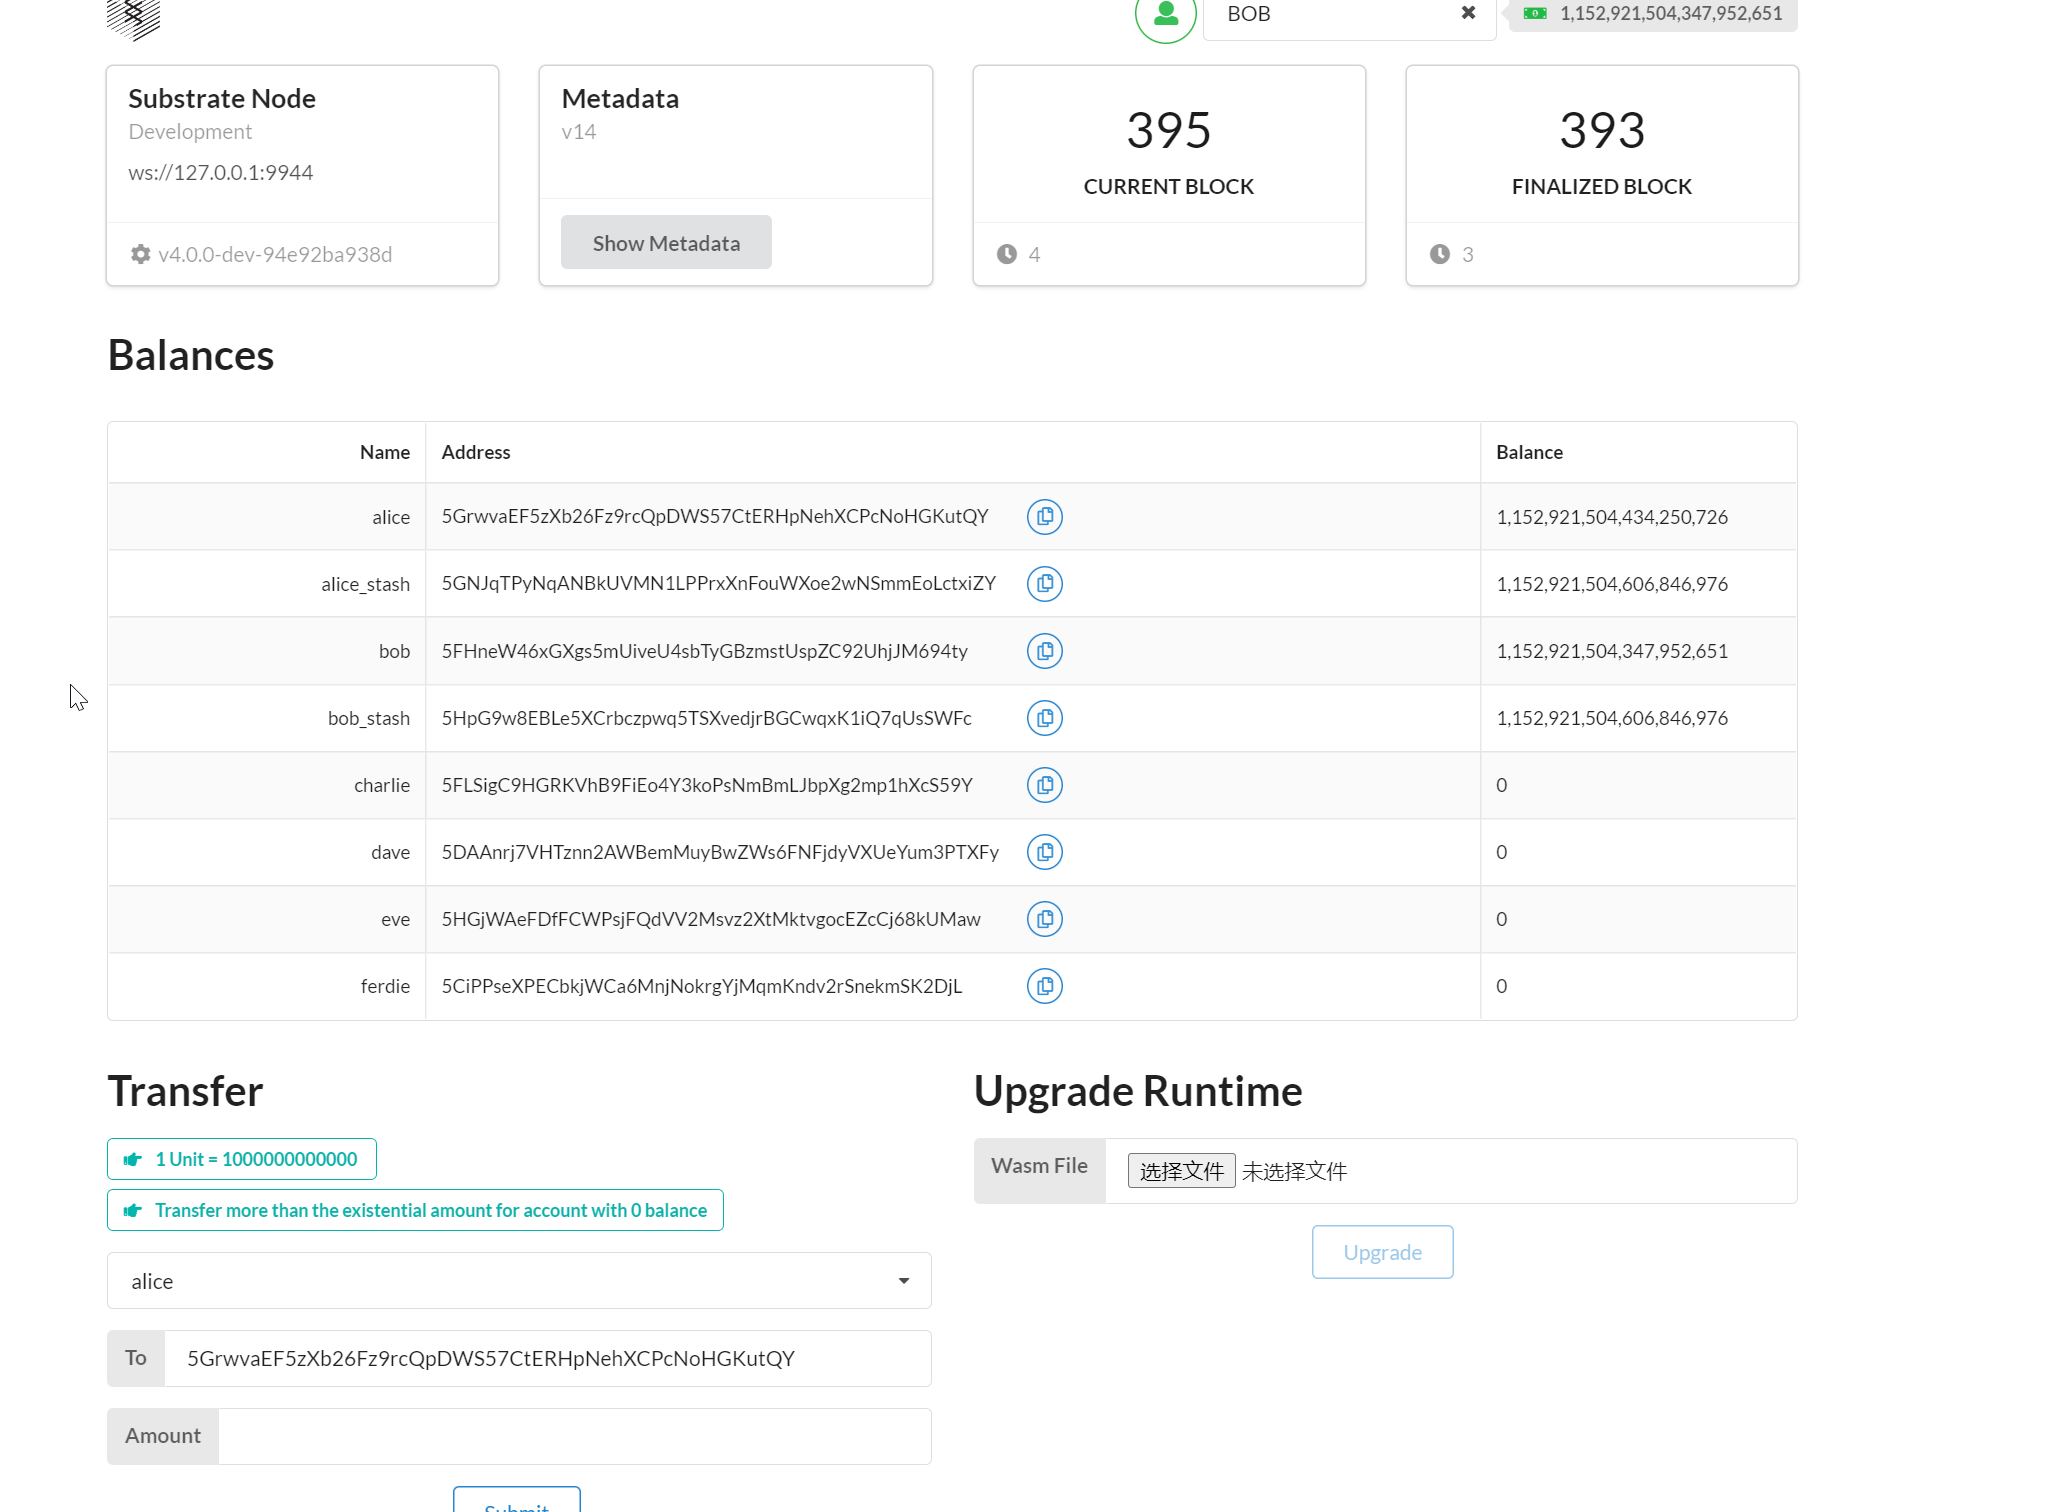 BOB
1,152,921,504,347,952,651
Substrate Node
Development
ws://127.0.0.1:9944
v4.0.0-dev-94e92ba938d
Metadata
v14
Show Metadata
395
CURRENT BLOCK
4
393
FINALIZED BLOCK
3
Balances
Name Address Balance
alice 5GrwvaEF5zXb26Fz9rcQpDWS57CtERHpNehXCPcNoHGKutQY 1,152,921,504,434,250,726
alice_stash 5GNJqTPyNqANBkUVMN1LPPrxXnFouWXoe2wNSmmEoLctxiZY 1,152,921,504,606,846,976
bob 5FHneW46xGXgs5mUiveU4sbTyGBzmstUspZC92UhjJM694ty 1,152,921,504,347,952,651
bob_stash 5HpG9w8EBLe5XCrbczpwq5TSXvedjrBGCwqxK1iQ7qUsSWFc 1,152,921,504,606,846,976
charlie 5FLSigC9HGRKVhB9FiEo4Y3koPsNmBmLJbpXg2mp1hXcS59Y 0
dave 5DAAnrj7VHTznn2AWBemMuyBwZWs6FNFjdyVXUeYum3PTXFy 0
eve 5HGjWAeFDfFCWPsjFQdVV2Msvz2XtMktvgocEZcCj68kUMaw 0
ferdie 5CiPPseXPECbkjWCa6MnjNokrgYjMqmKndv2rSnekmSK2DjL 0
Transfer
1 Unit = 1000000000000
Transfer more than the existential amount for account with 0 balance
alice
To 5GrwvaEF5zXb26Fz9rcQpDWS57CtERHpNehXCPcNoHGKutQY
Amount
Submit
Upgrade Runtime
Wasm File 选择文件 未选择文件
Upgrade